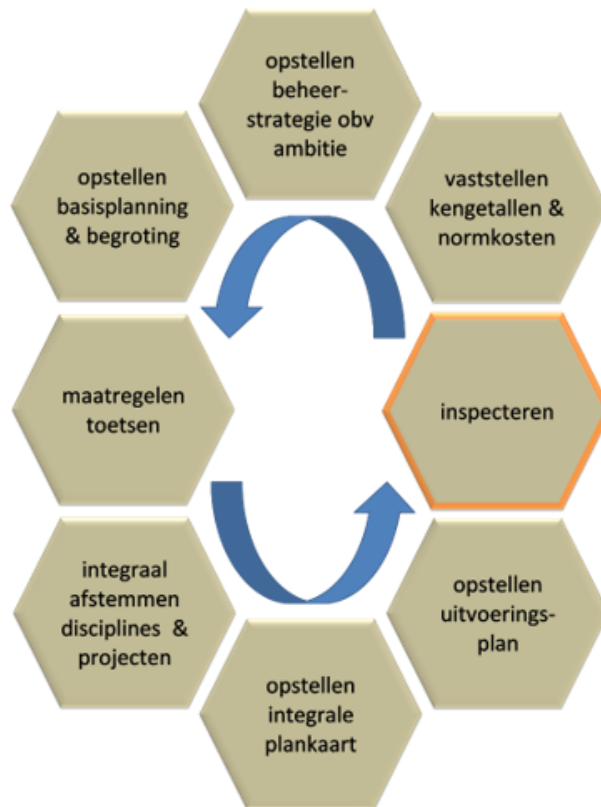 opstellen
beheer-
strategie obv
ambitie
opstellen
basisplanning
& begroting
vaststellen
kengetallen &
normkosten
maatregelen
toetsen
inspecteren
integraal
afstemmen
disciplines &
projecten
opstellen
uitvoerings-
plan
opstellen
integrale
plankaart